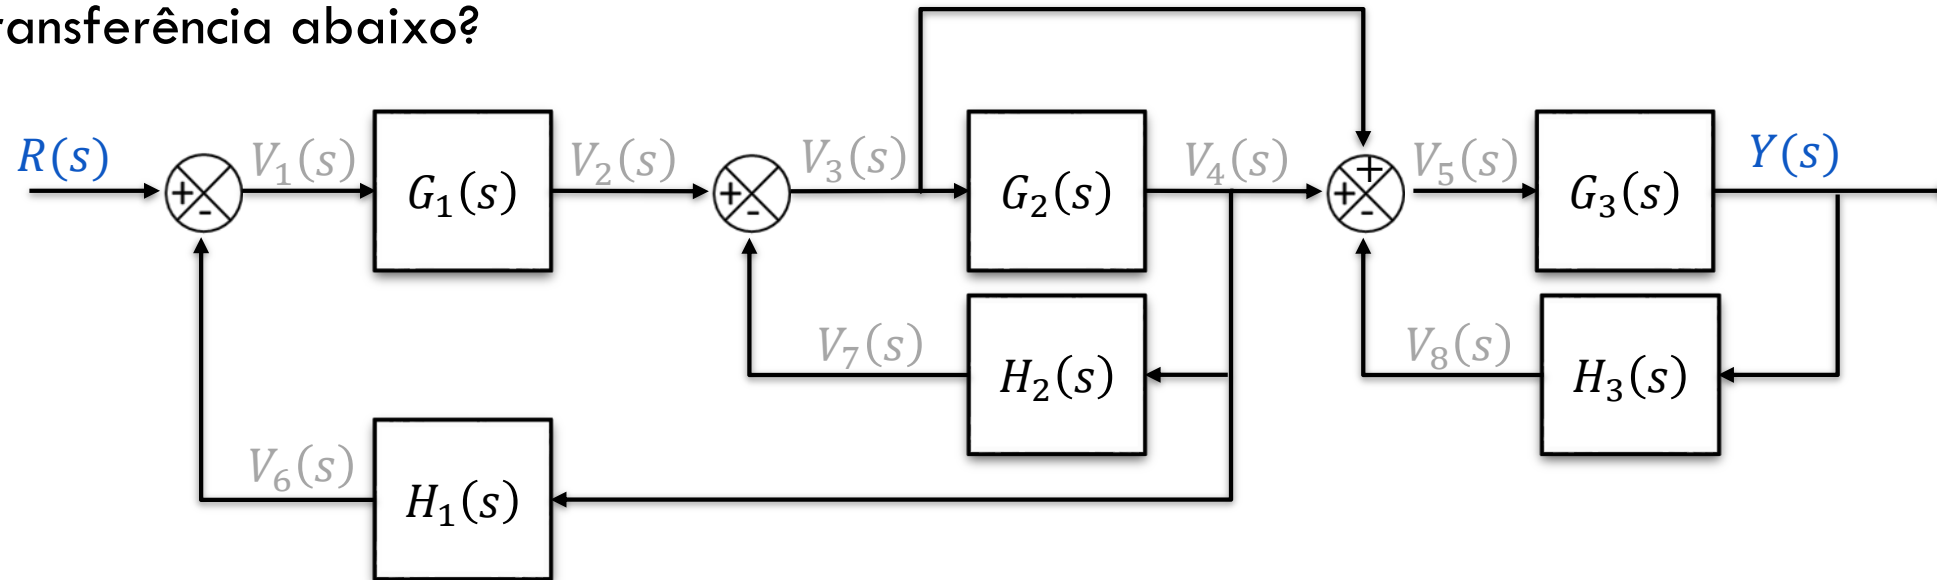 ransferência abaixo?
R(s)
+
-
V₁(s)
G₁(s)
V₂(s)
+
-
V₃(s)
G₂(s)
V₄(s)
+
+
-
V₅(s)
G₃(s)
Y(s)
V₇(s)
H₂(s)
V₈(s)
H₃(s)
V₆(s)
H₁(s)